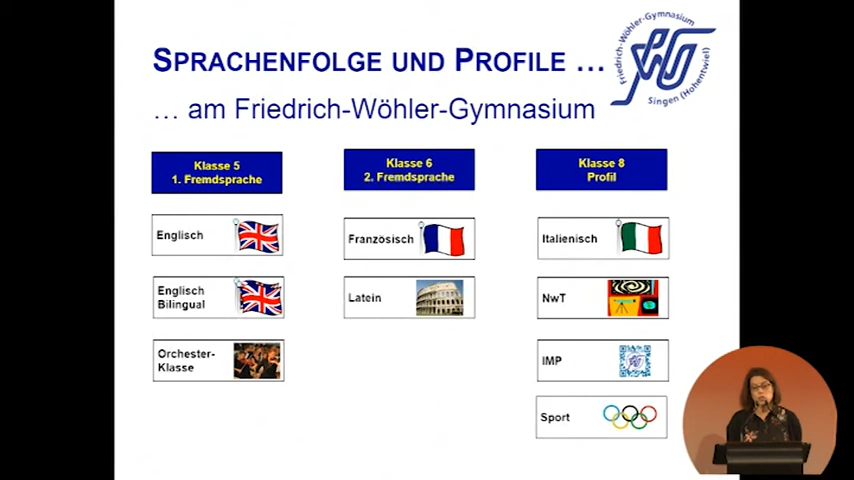 SPRACHENFOLGE UND PROFILE ...
... am Friedrich-Wöhler-Gymnasium
Friedrich-Wöhler-Gymnasium
Singen (Hohentwiel)
Klasse 5
1. Fremdsprache
Englisch
Englisch
Bilingual
Orchester-
Klasse
Klasse 6
2. Fremdsprache
Französisch
Latein
Klasse 8
Profil
Italienisch
NwT
IMP
Sport